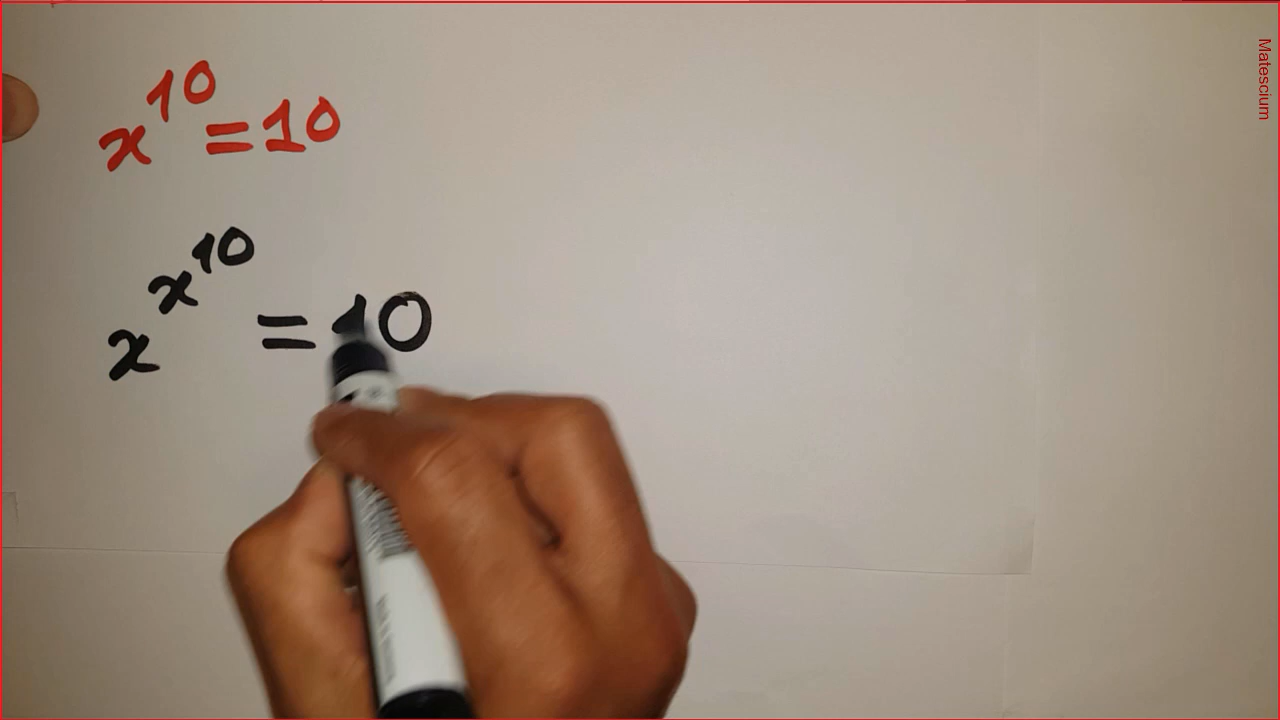 x^10 = 10
x^x^10 = 10
Matescium